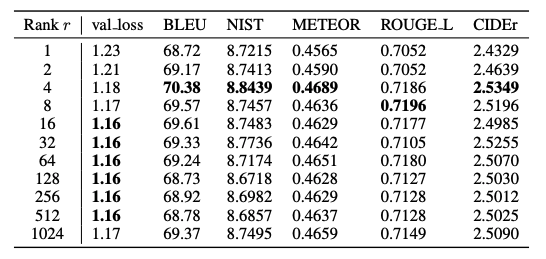 Rank r val_loss BLEU NIST METEOR ROUGE_L CIDEr
1 1.23 68.72 8.7215 0.4565 0.7052 2.4329
2 1.21 69.17 8.7413 0.4590 0.7052 2.4639
4 1.18 70.38 8.8439 0.4689 0.7186 2.5349
8 1.17 69.57 8.7457 0.4636 0.7196 2.5196
16 1.16 69.61 8.7483 0.4629 0.7177 2.4985
32 1.16 69.33 8.7736 0.4642 0.7105 2.5255
64 1.16 69.24 8.7174 0.4651 0.7180 2.5070
128 1.16 68.73 8.6718 0.4628 0.7127 2.5030
256 1.16 68.92 8.6982 0.4629 0.7128 2.5012
512 1.16 68.78 8.6857 0.4637 0.7128 2.5025
1024 1.17 69.37 8.7495 0.4659 0.7149 2.5090